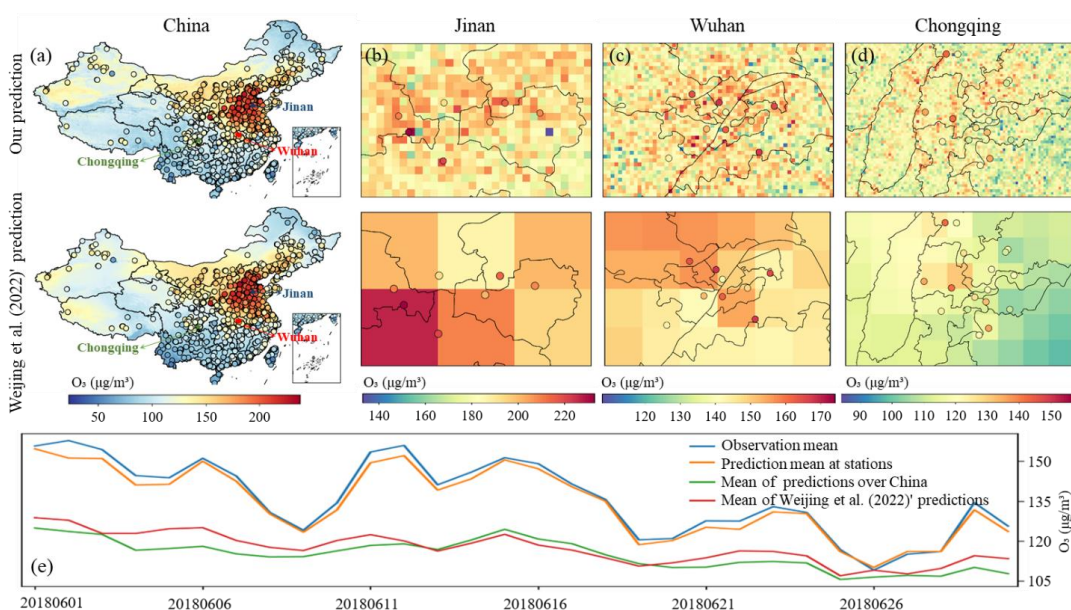 China
Jinan
Wuhan
Chongqing
Our prediction
(a)
(b)
(c)
(d)
Jinan
Wuhan
Chongqing
Weijing et al. (2022)' prediction
Jinan
Wuhan
Chongqing
O₃ (μg/m³)
O₃ (μg/m³)
O₃ (μg/m³)
O₃ (μg/m³)
50 100 150 200
140 160 180 200 220
120 130 140 150 160 170
90 100 110 120 130 140 150
Observation mean
Prediction mean at stations
Mean of predictions over China
Mean of Weijing et al. (2022)' predictions
150
135
120
105
O₃ (μg/m³)
(e)
20180601 20180606 20180611 20180616 20180621 20180626